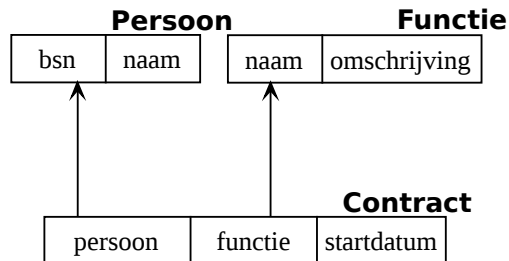 Persoon
Functie
bsn naam
naam omschrijving
Contract
persoon functie startdatum